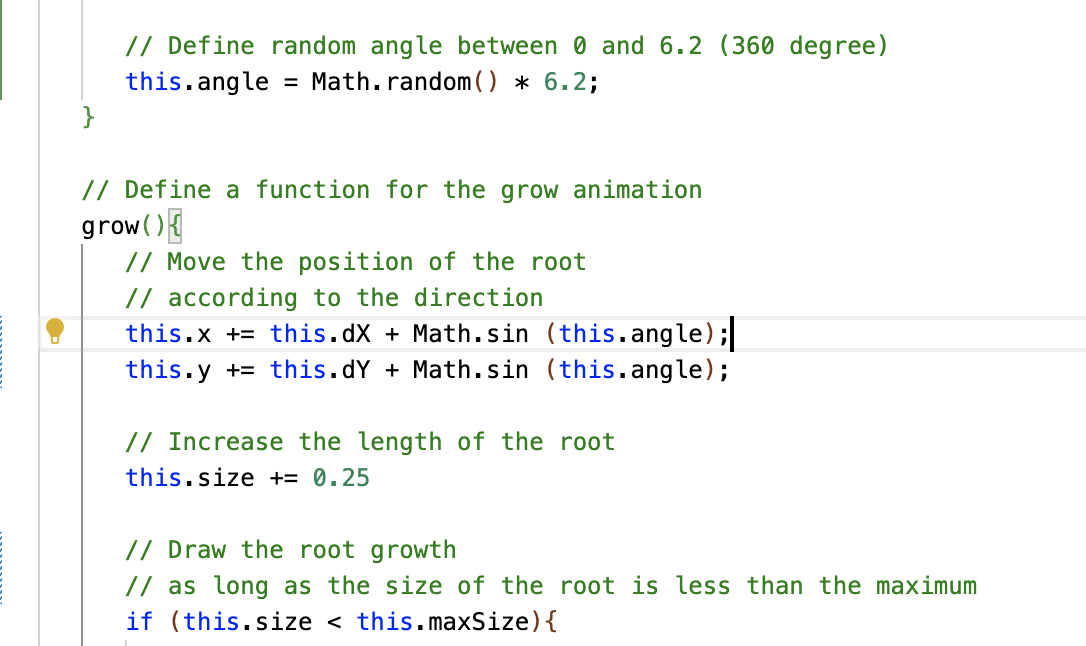 // Define random angle between 0 and 6.2 (360 degree)
this.angle = Math.random() * 6.2;
}
// Define a function for the grow animation
grow(){
// Move the position of the root
// according to the direction
this.x += this.dX + Math.sin (this.angle);
this.y += this.dY + Math.sin (this.angle);
// Increase the length of the root
this.size += 0.25
// Draw the root growth
// as long as the size of the root is less than the maximum
if (this.size < this.maxSize){